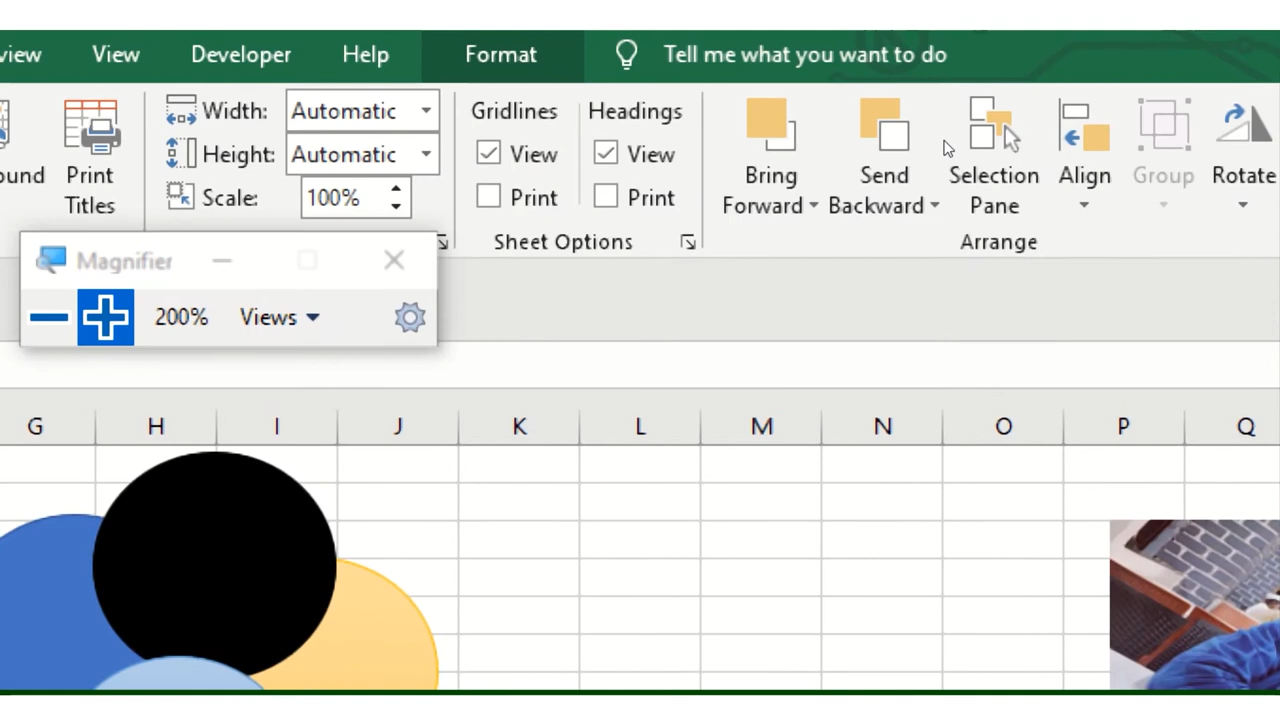 view View Developer Help Format Tell me what you want to do
Width: Automatic Gridlines Headings
Height: Automatic View View
ound Print Titles Scale: 100% Print Print
Bring Forward Send Backward Selection Pane Align Group Rotate
Sheet Options Arrange
Magnifier
200% Views
G H I J K L M N O P Q